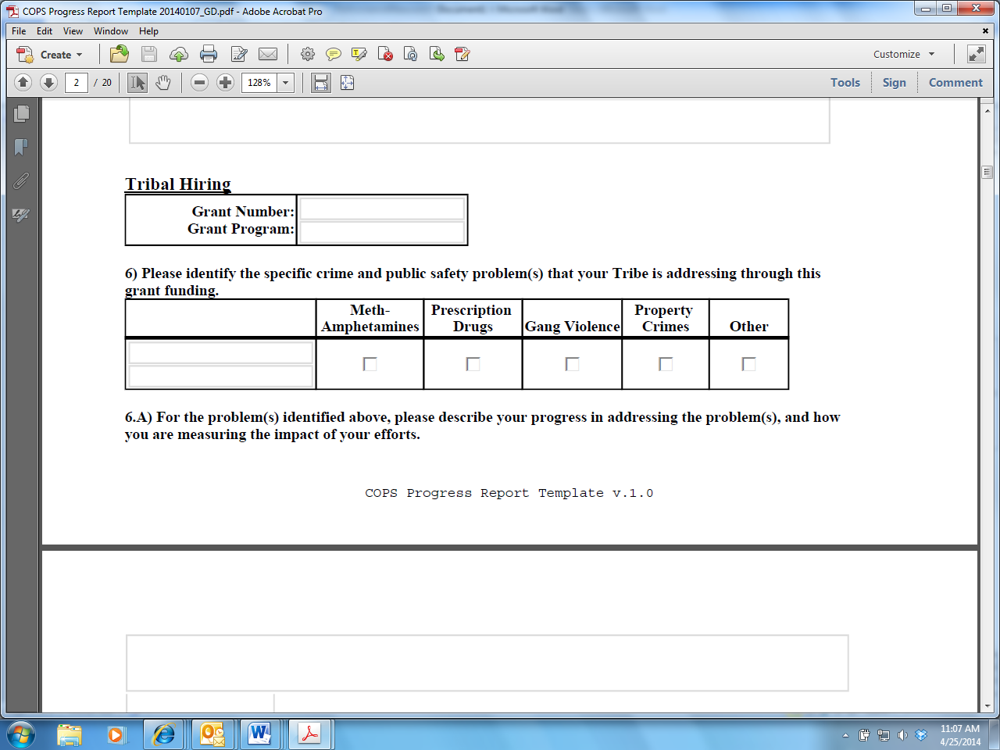 COPS Progress Report Template 20140107_GD.pdf - Adobe Acrobat Pro
File Edit View Window Help
Create Customize
2 / 20 128% Tools Sign Comment
Tribal Hiring
Grant Number:
Grant Program:
6) Please identify the specific crime and public safety problem(s) that your Tribe is addressing through this
grant funding.
Meth- Prescription Property
Amphetamines Drugs Gang Violence Crimes Other
6.A) For the problem(s) identified above, please describe your progress in addressing the problem(s), and how
you are measuring the impact of your efforts.
COPS Progress Report Template v.1.0
11:07 AM
4/25/2014